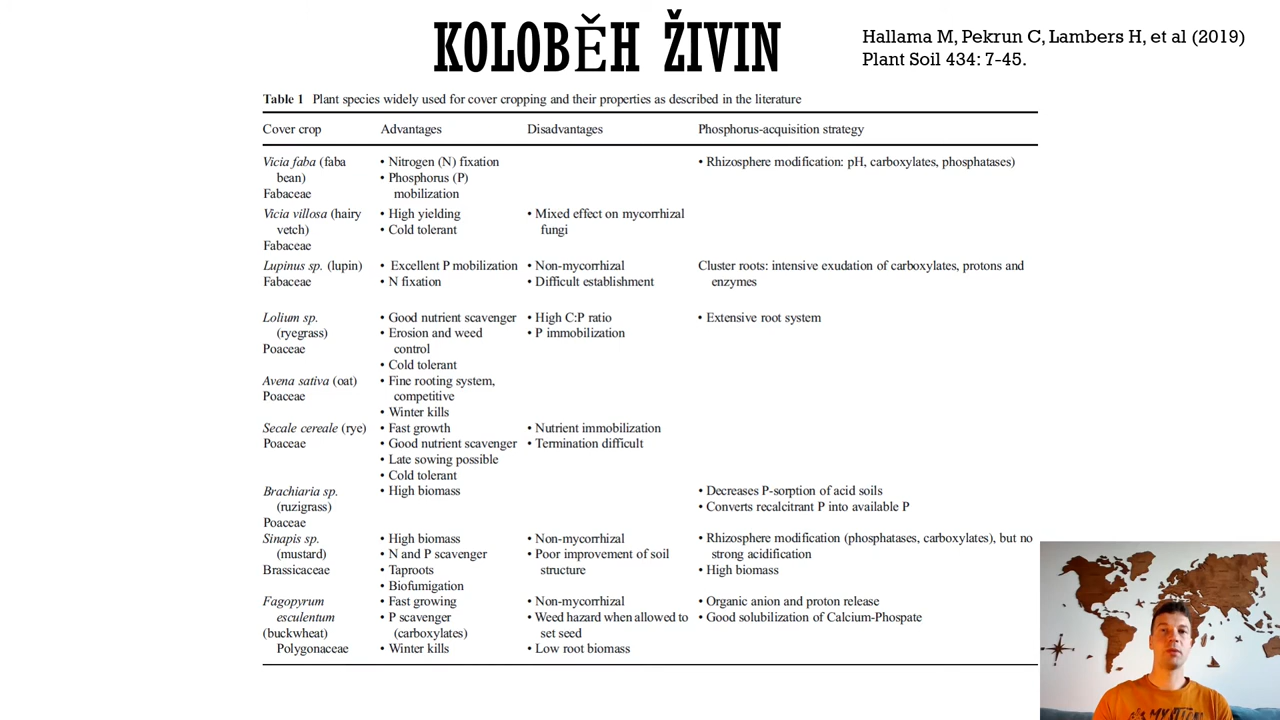 KOLOBĚH ŽIVIN
Hallama M, Pekrun C, Lambers H, et al (2019)
Plant Soil 434: 7-45.
Table 1 Plant species widely used for cover cropping and their properties as described in the literature
Cover crop Advantages Disadvantages Phosphorus-acquisition strategy
Vicia faba (faba • Nitrogen (N) fixation • Rhizosphere modification: pH, carboxylates, phosphatases)
bean) • Phosphorus (P)
Fabaceae mobilization
Vicia villosa (hairy • High yielding • Mixed effect on mycorrhizal
vetch) • Cold tolerant fungi
Fabaceae
Lupinus sp. (lupin) • Excellent P mobilization • Non-mycorrhizal Cluster roots: intensive exudation of carboxylates, protons and
Fabaceae • N fixation • Difficult establishment enzymes
Lolium sp. • Good nutrient scavenger • High C:P ratio • Extensive root system
(ryegrass) • Erosion and weed • P immobilization
Poaceae control
• Cold tolerant
Avena sativa (oat) • Fine rooting system,
Poaceae competitive
• Winter kills
Secale cereale (rye) • Fast growth • Nutrient immobilization
Poaceae • Good nutrient scavenger • Termination difficult
• Late sowing possible
• Cold tolerant
Brachiaria sp. • High biomass • Decreases P-sorption of acid soils
(ruzigrass) • Converts recalcitrant P into available P
Poaceae
Sinapis sp. • High biomass • Non-mycorrhizal • Rhizosphere modification (phosphatases, carboxylates), but no
(mustard) • N and P scavenger • Poor improvement of soil strong acidification
Brassicaceae • Taproots structure • High biomass
• Biofumigation
Fagopyrum • Fast growing • Non-mycorrhizal • Organic anion and proton release
esculentum • P scavenger • Weed hazard when allowed to • Good solubilization of Calcium-Phospate
(buckwheat) (carboxylates) set seed
Polygonaceae • Winter kills • Low root biomass